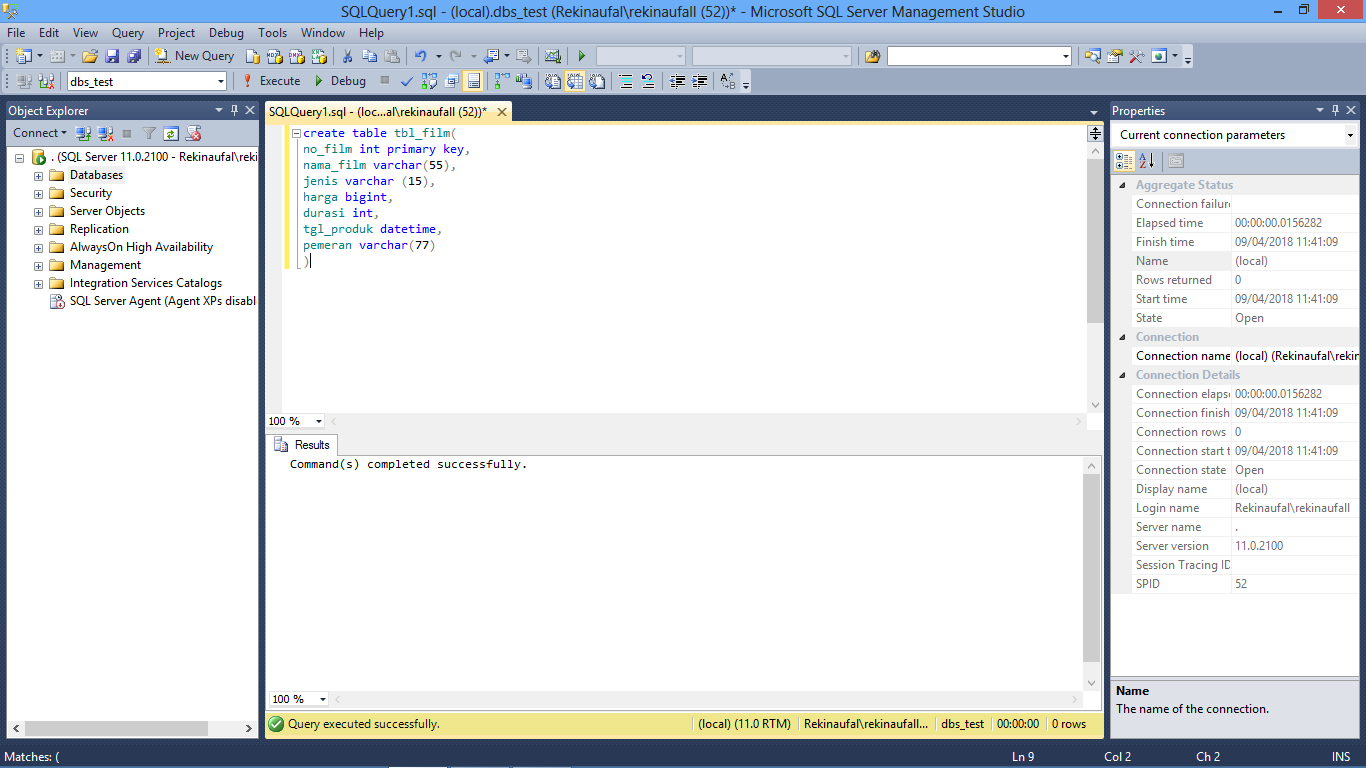 SQLQuery1.sql - (local).dbs_test (Rekinaufal\rekinaufall (52))* - Microsoft SQL Server Management Studio
File Edit View Query Project Debug Tools Window Help
New Query
dbs_test Execute Debug
Object Explorer
Connect
. (SQL Server 11.0.2100 - Rekinaufal\reki
Databases
Security
Server Objects
Replication
AlwaysOn High Availability
Management
Integration Services Catalogs
SQL Server Agent (Agent XPs disabl
SQLQuery1.sql - (loc...al\rekinaufall (52))*
create table tbl_film(
no_film int primary key,
nama_film varchar(55),
jenis varchar (15),
harga bigint,
durasi int,
tgl_produk datetime,
pemeran varchar(77)
)
100 %
Results
Command(s) completed successfully.
100 %
Query executed successfully. (local) (11.0 RTM) Rekinaufal\rekinaufall... dbs_test 00:00:00 0 rows
Properties
Current connection parameters
Aggregate Status
Connection failure
Elapsed time 00:00:00.0156282
Finish time 09/04/2018 11:41:09
Name (local)
Rows returned 0
Start time 09/04/2018 11:41:09
State Open
Connection
Connection name (local) (Rekinaufal\rekin
Connection Details
Connection elapse 00:00:00.0156282
Connection finish 09/04/2018 11:41:09
Connection rows 0
Connection start t 09/04/2018 11:41:09
Connection state Open
Display name (local)
Login name Rekinaufal\rekinaufall
Server name .
Server version 11.0.2100
Session Tracing ID
SPID 52
Name
The name of the connection.
Matches: ( Ln 9 Col 2 Ch 2 INS